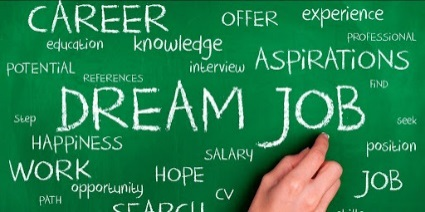 CAREER OFFER experience
PROFESSIONAL
education knowledge
ASPiRATiONS
POTENTiAL interview
REFERENCES
FiND
DREAM JOB
step seek
HAPPiNESS position
SALARY
WORK HOPE JOB
opportunity CV
PATH
SEARCH skills